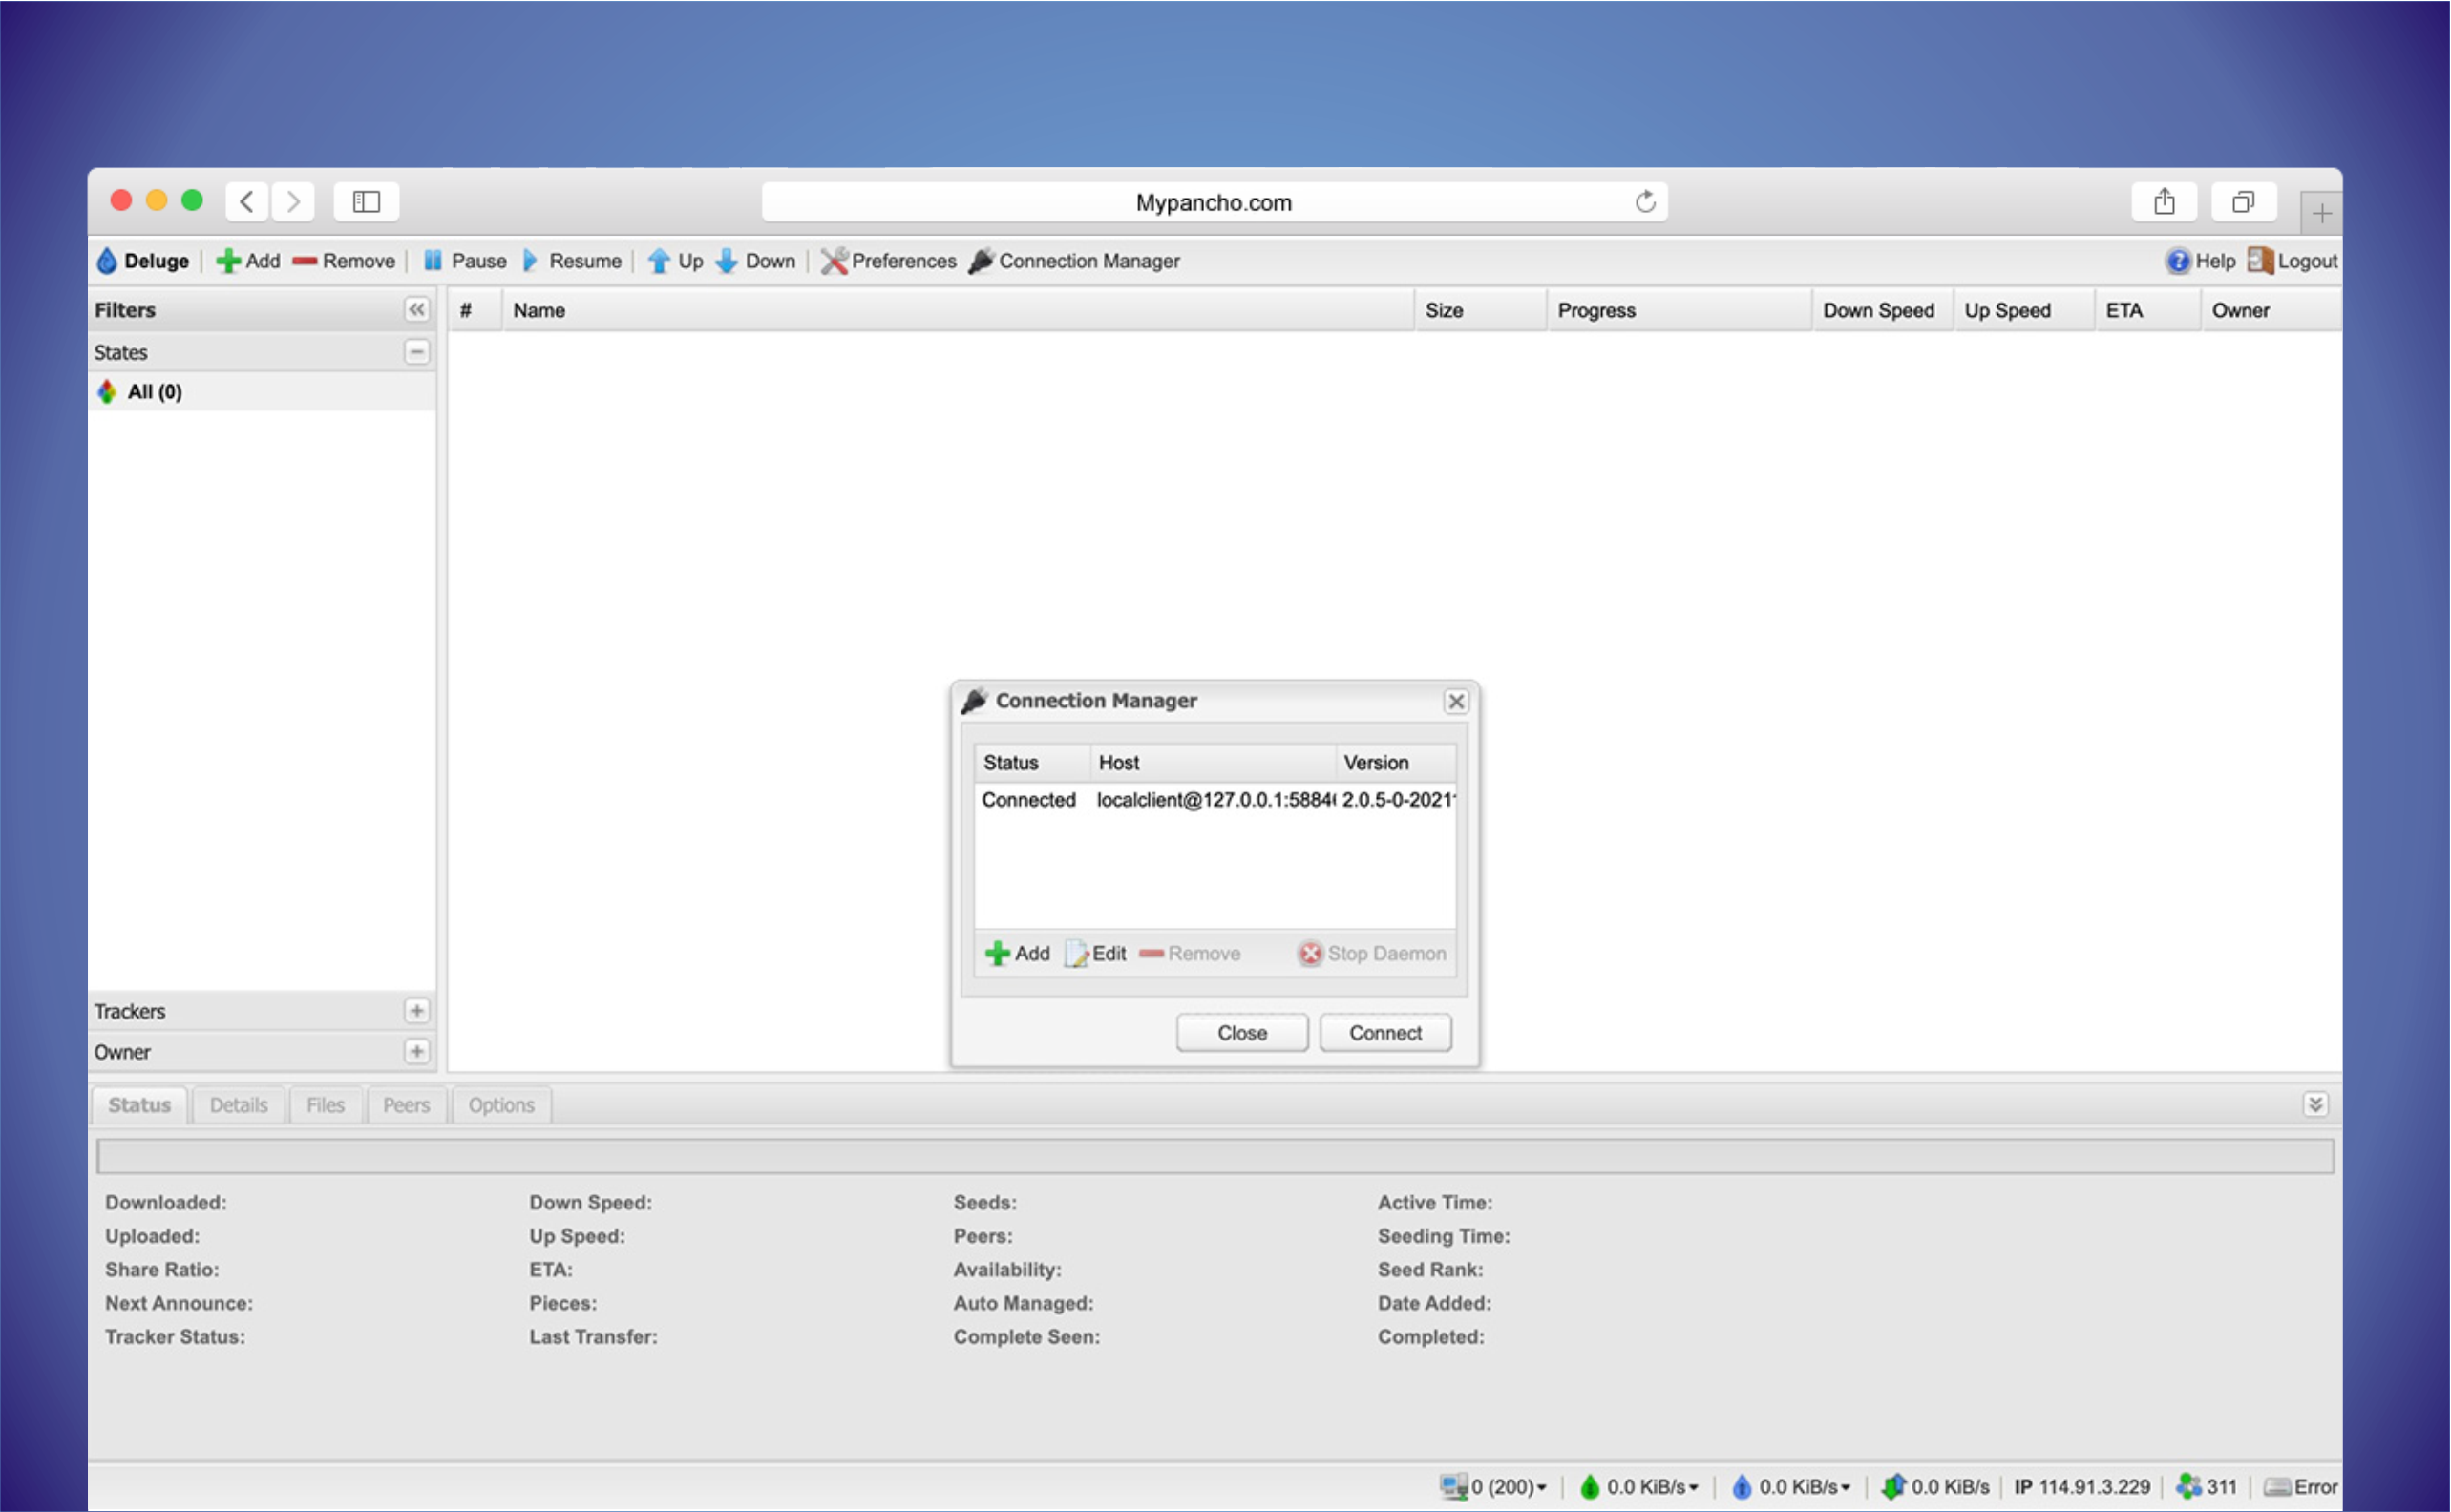 Mypancho.com
Deluge Add Remove Pause Resume Up Down Preferences Connection Manager Help Logout
Filters
# Name Size Progress Down Speed Up Speed ETA Owner
States
All (0)
Connection Manager
Status Host Version
Connected localclient@127.0.0.1:5884 2.0.5-0-2021
Add Edit Remove Stop Daemon
Close Connect
Trackers
Owner
Status Details Files Peers Options
Downloaded: Down Speed: Seeds: Active Time:
Uploaded: Up Speed: Peers: Seeding Time:
Share Ratio: ETA: Availability: Seed Rank:
Next Announce: Pieces: Auto Managed: Date Added:
Tracker Status: Last Transfer: Complete Seen: Completed:
0 (200) 0.0 KiB/s 0.0 KiB/s 0.0 KiB/s IP 114.91.3.229 311 Error